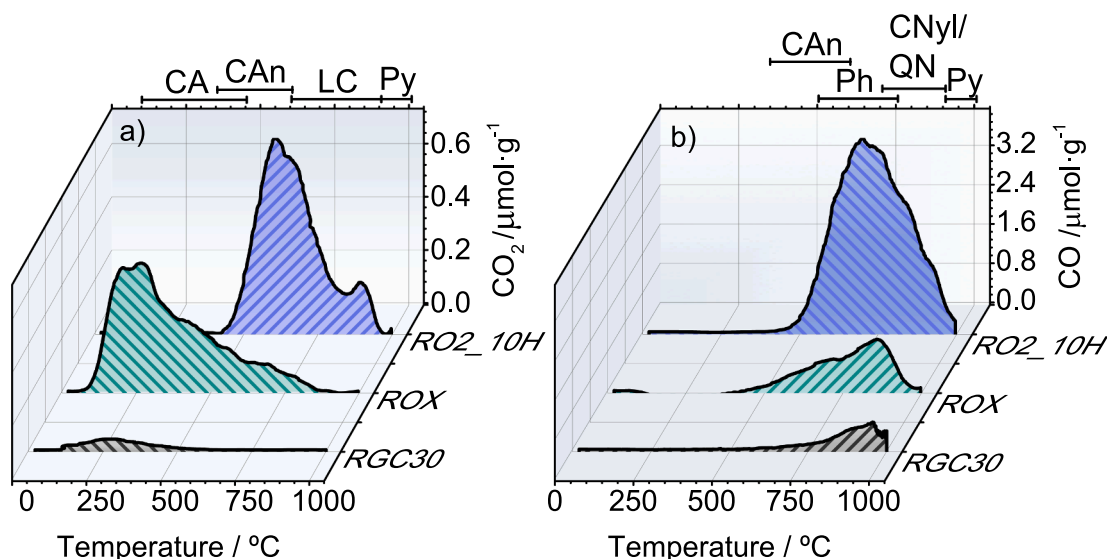 CA
CAn
LC
Py
a)
0.6
0.4
0.2
0.0
CO₂ /μmol·g⁻¹
RO2_10H
ROX
RGC30
0
250
500
750
1000
Temperature / ºC
CAn
Ph
CNyl/
QN
Py
b)
3.2
2.4
1.6
0.8
0.0
CO /μmol·g⁻¹
RO2_10H
ROX
RGC30
0
250
500
750
1000
Temperature / ºC